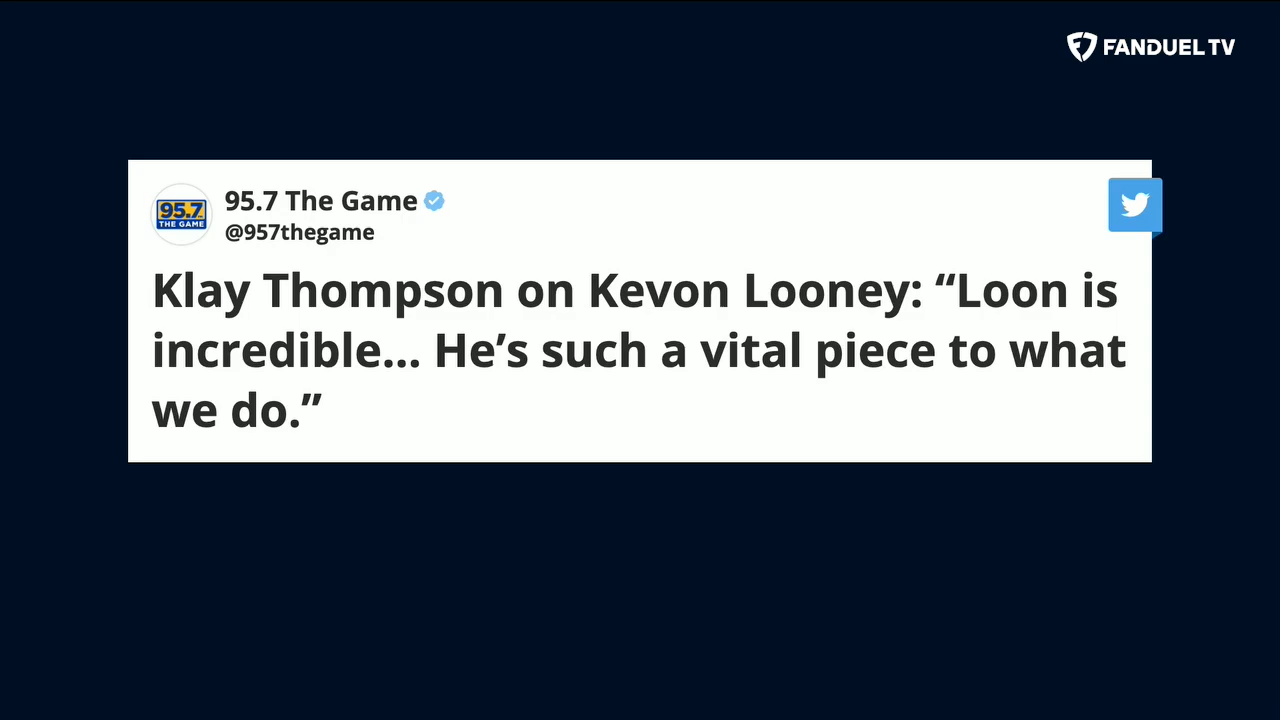 FANDUEL TV
95.7 The Game
95.7
THE GAME
@957thegame
Klay Thompson on Kevon Looney: “Loon is
incredible... He’s such a vital piece to what
we do.”